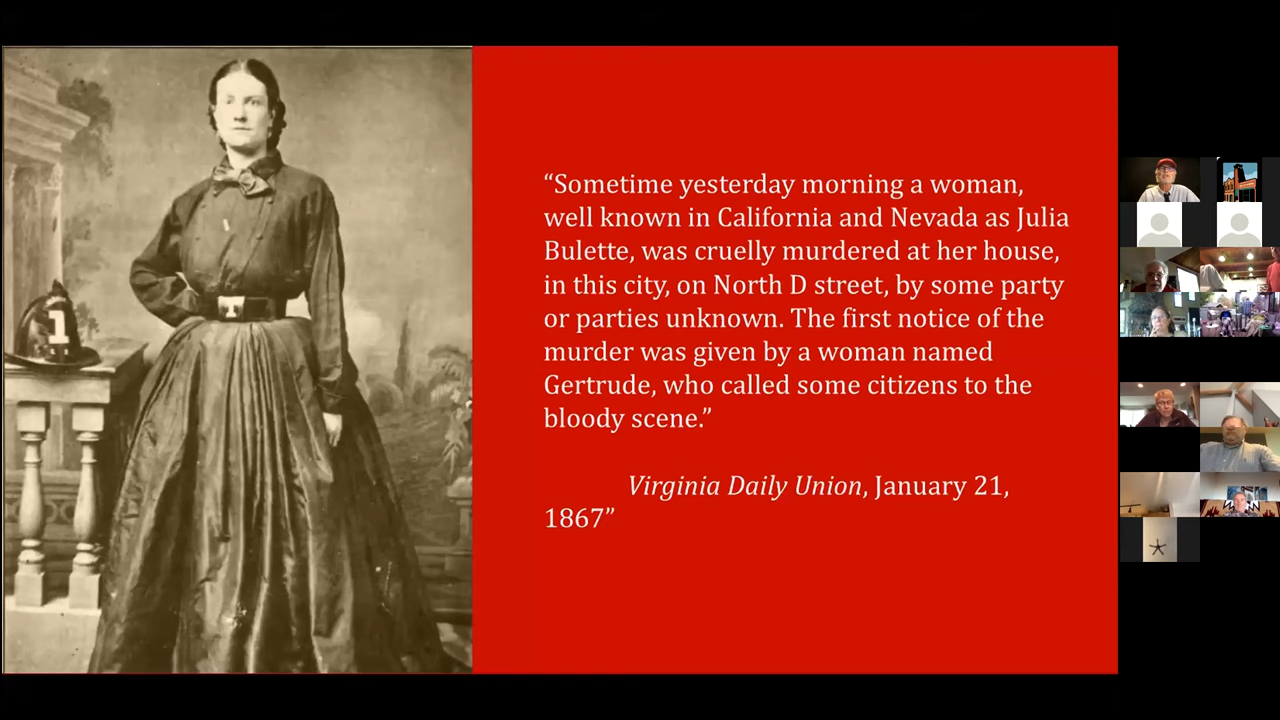 “Sometime yesterday morning a woman,
well known in California and Nevada as Julia
Bulette, was cruelly murdered at her house,
in this city, on North D street, by some party
or parties unknown. The first notice of the
murder was given by a woman named
Gertrude, who called some citizens to the
bloody scene.”
Virginia Daily Union, January 21,
1867”
1